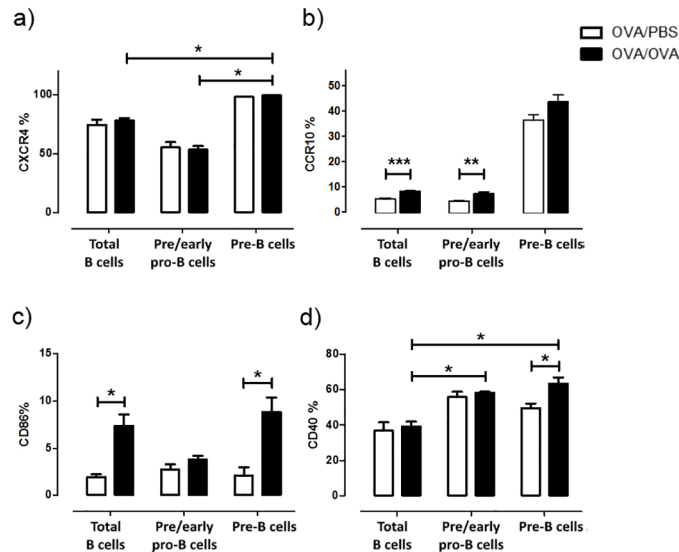 a)
*
*
CXCR4 %
100
50
0
Total
B cells
Pre/early
pro-B cells
Pre-B cells
b)
OVA/PBS
OVA/OVA
CCR10 %
50
40
30
20
10
0
***
**
Total
B cells
Pre/early
pro-B cells
Pre-B cells
c)
CD86%
15
10
5
0
*
*
Total
B cells
Pre/early
pro-B cells
Pre-B cells
d)
*
*
*
CD40 %
80
60
40
20
0
Total
B cells
Pre/early
pro-B cells
Pre-B cells